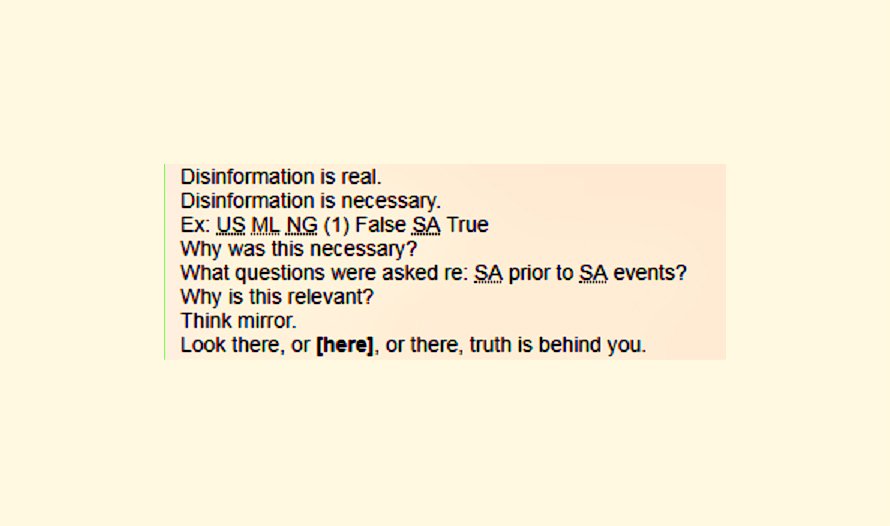 Disinformation is real.
Disinformation is necessary.
Ex: US ML NG (1) False SA True
Why was this necessary?
What questions were asked re: SA prior to SA events?
Why is this relevant?
Think mirror.
Look there, or [here], or there, truth is behind you.